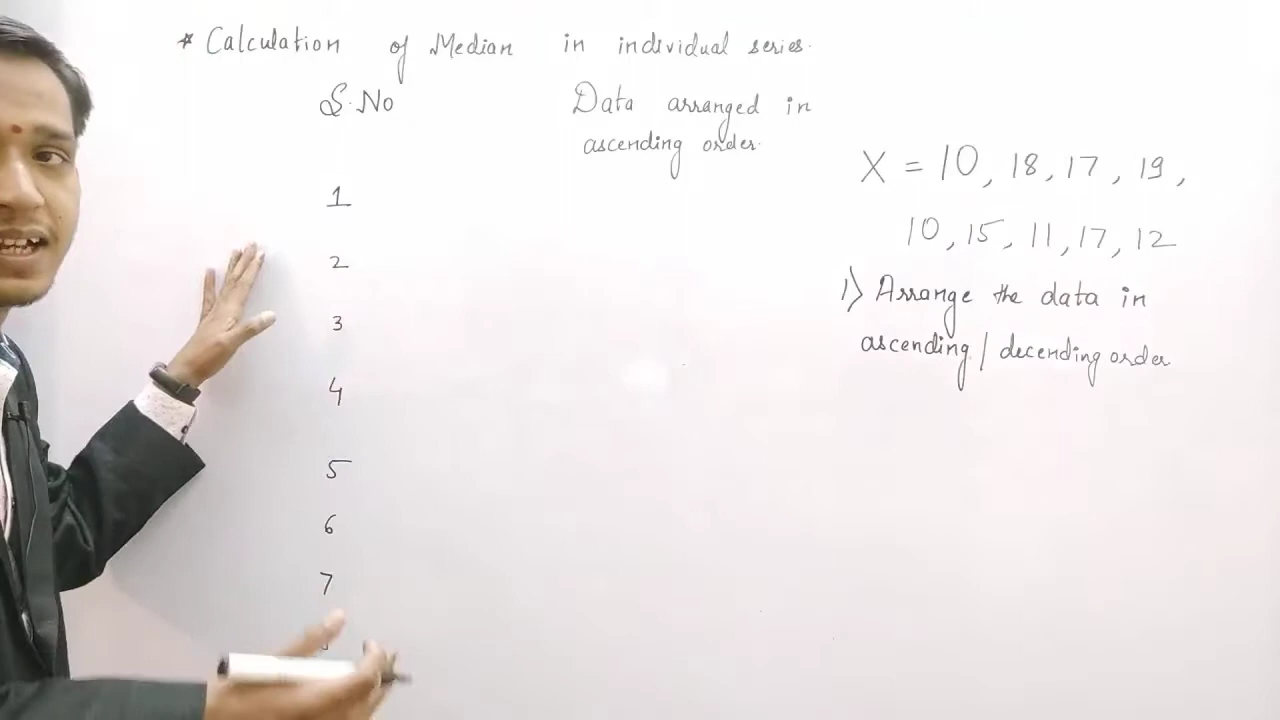 * Calculation of Median in individual series.
S.No Data arranged in
ascending order.
1
2
3
4
5
6
7
X = 10, 18, 17, 19,
10, 15, 11, 17, 12
1) Arrange the data in
ascending / decending order